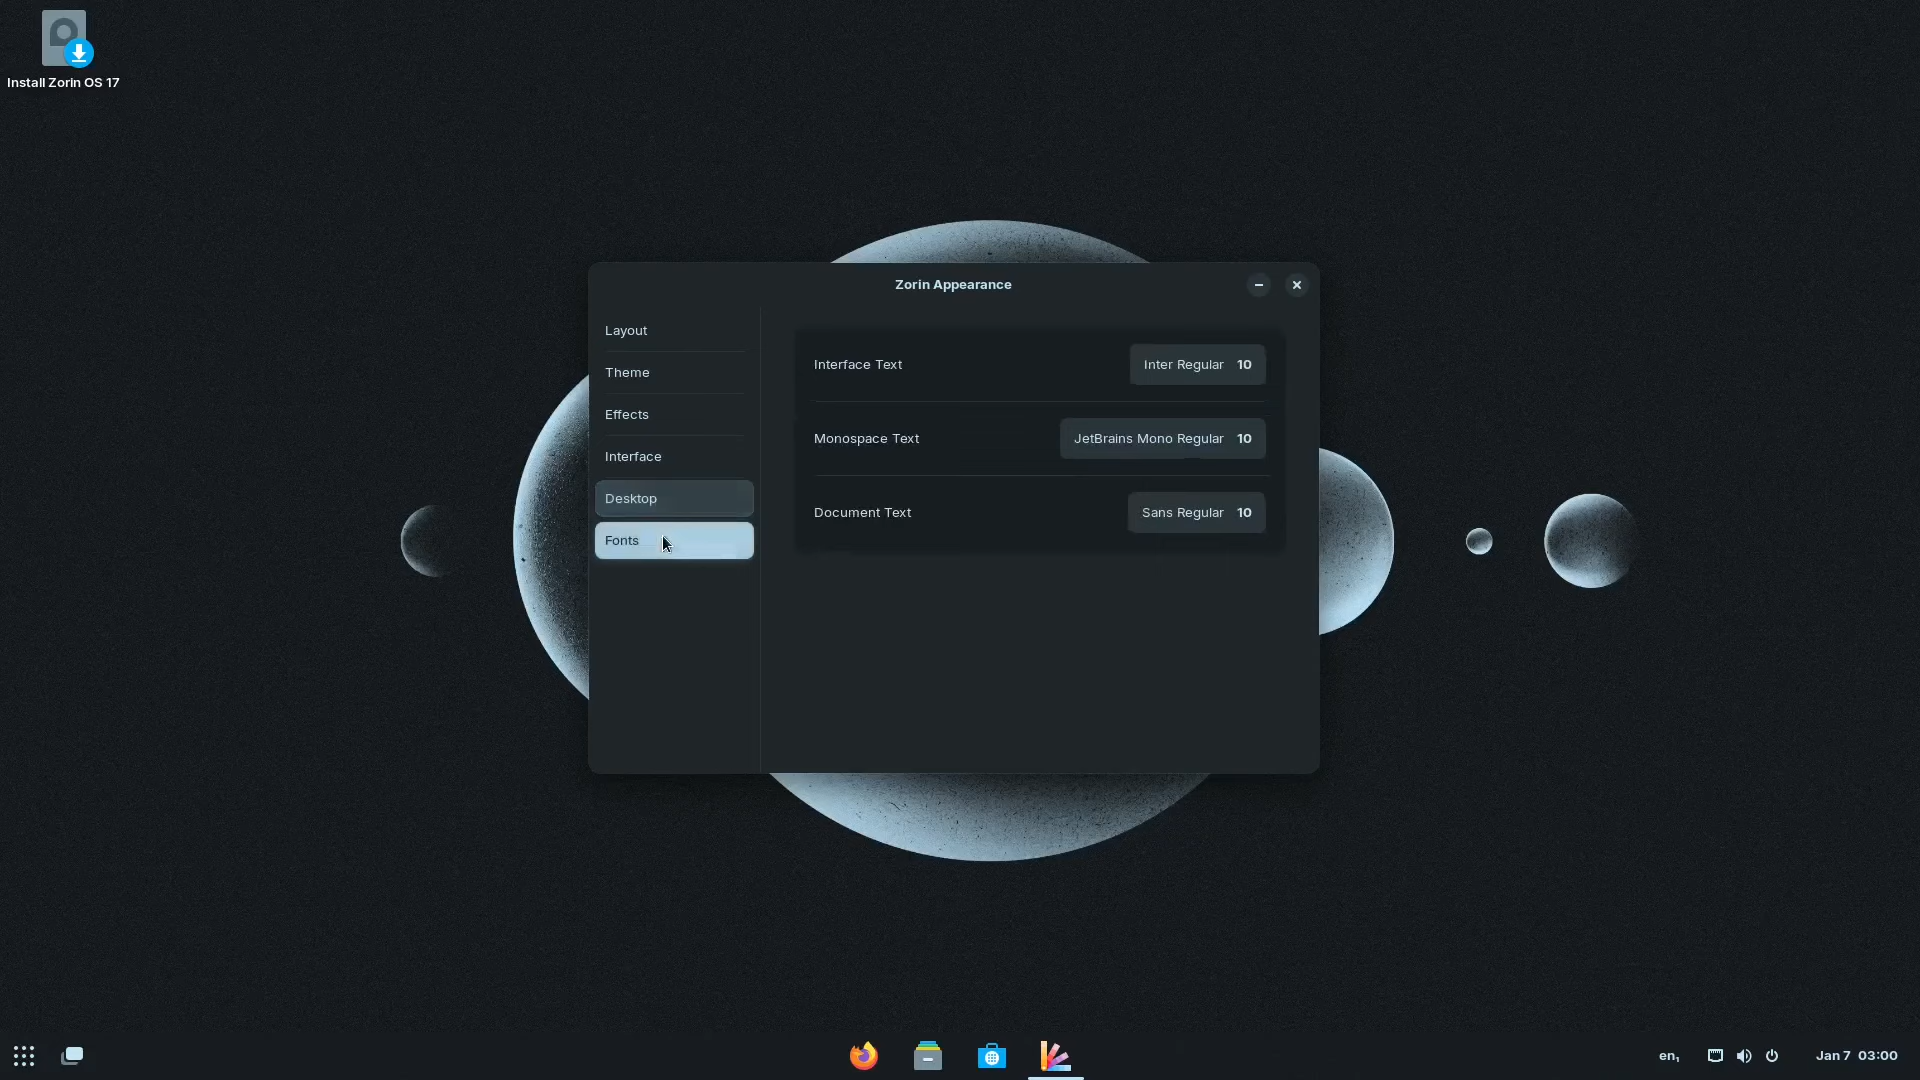 Install Zorin OS 17
Zorin Appearance
Layout
Theme
Effects
Interface
Desktop
Fonts
Interface Text
Inter Regular 10
Monospace Text
JetBrains Mono Regular 10
Document Text
Sans Regular 10
en₁
Jan 7 03:00